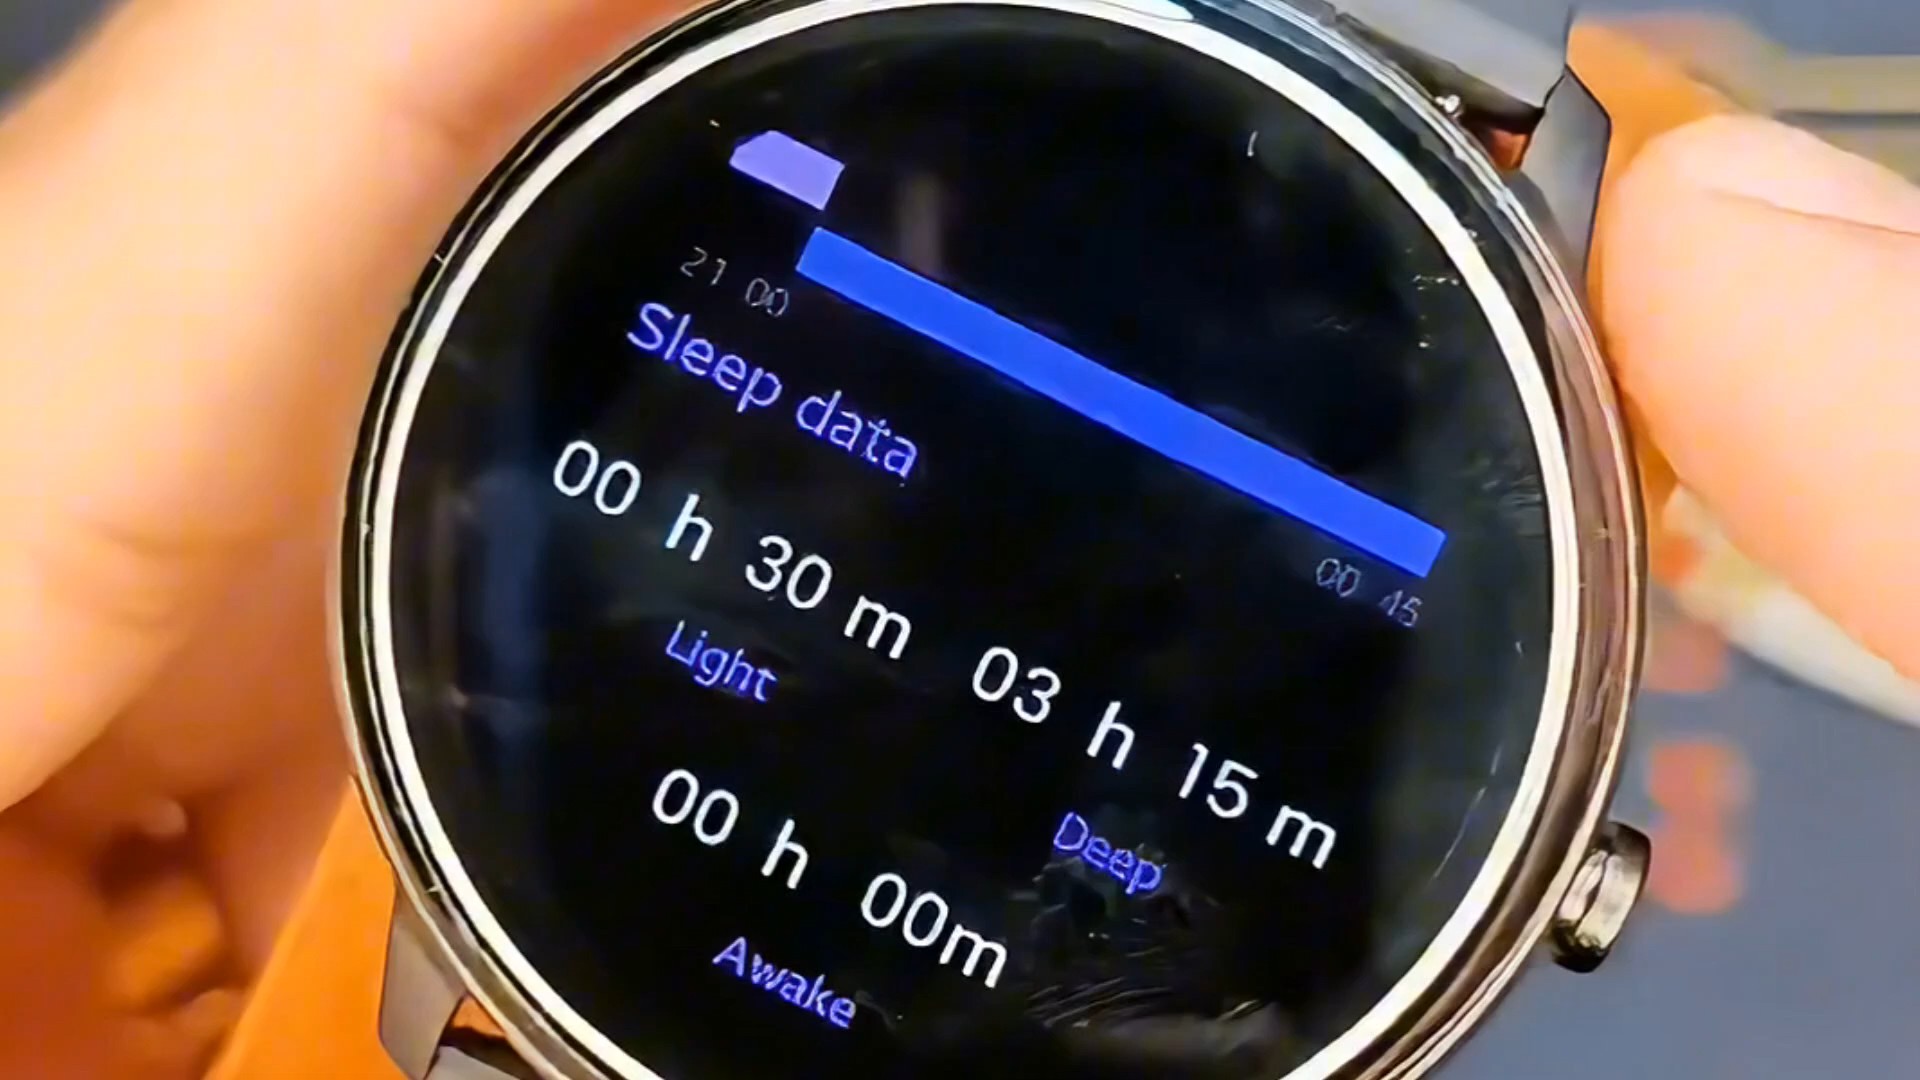 21 00
00 45
Sleep data
00 h 30 m 03 h 15 m
Light Deep
00 h 00m
Awake